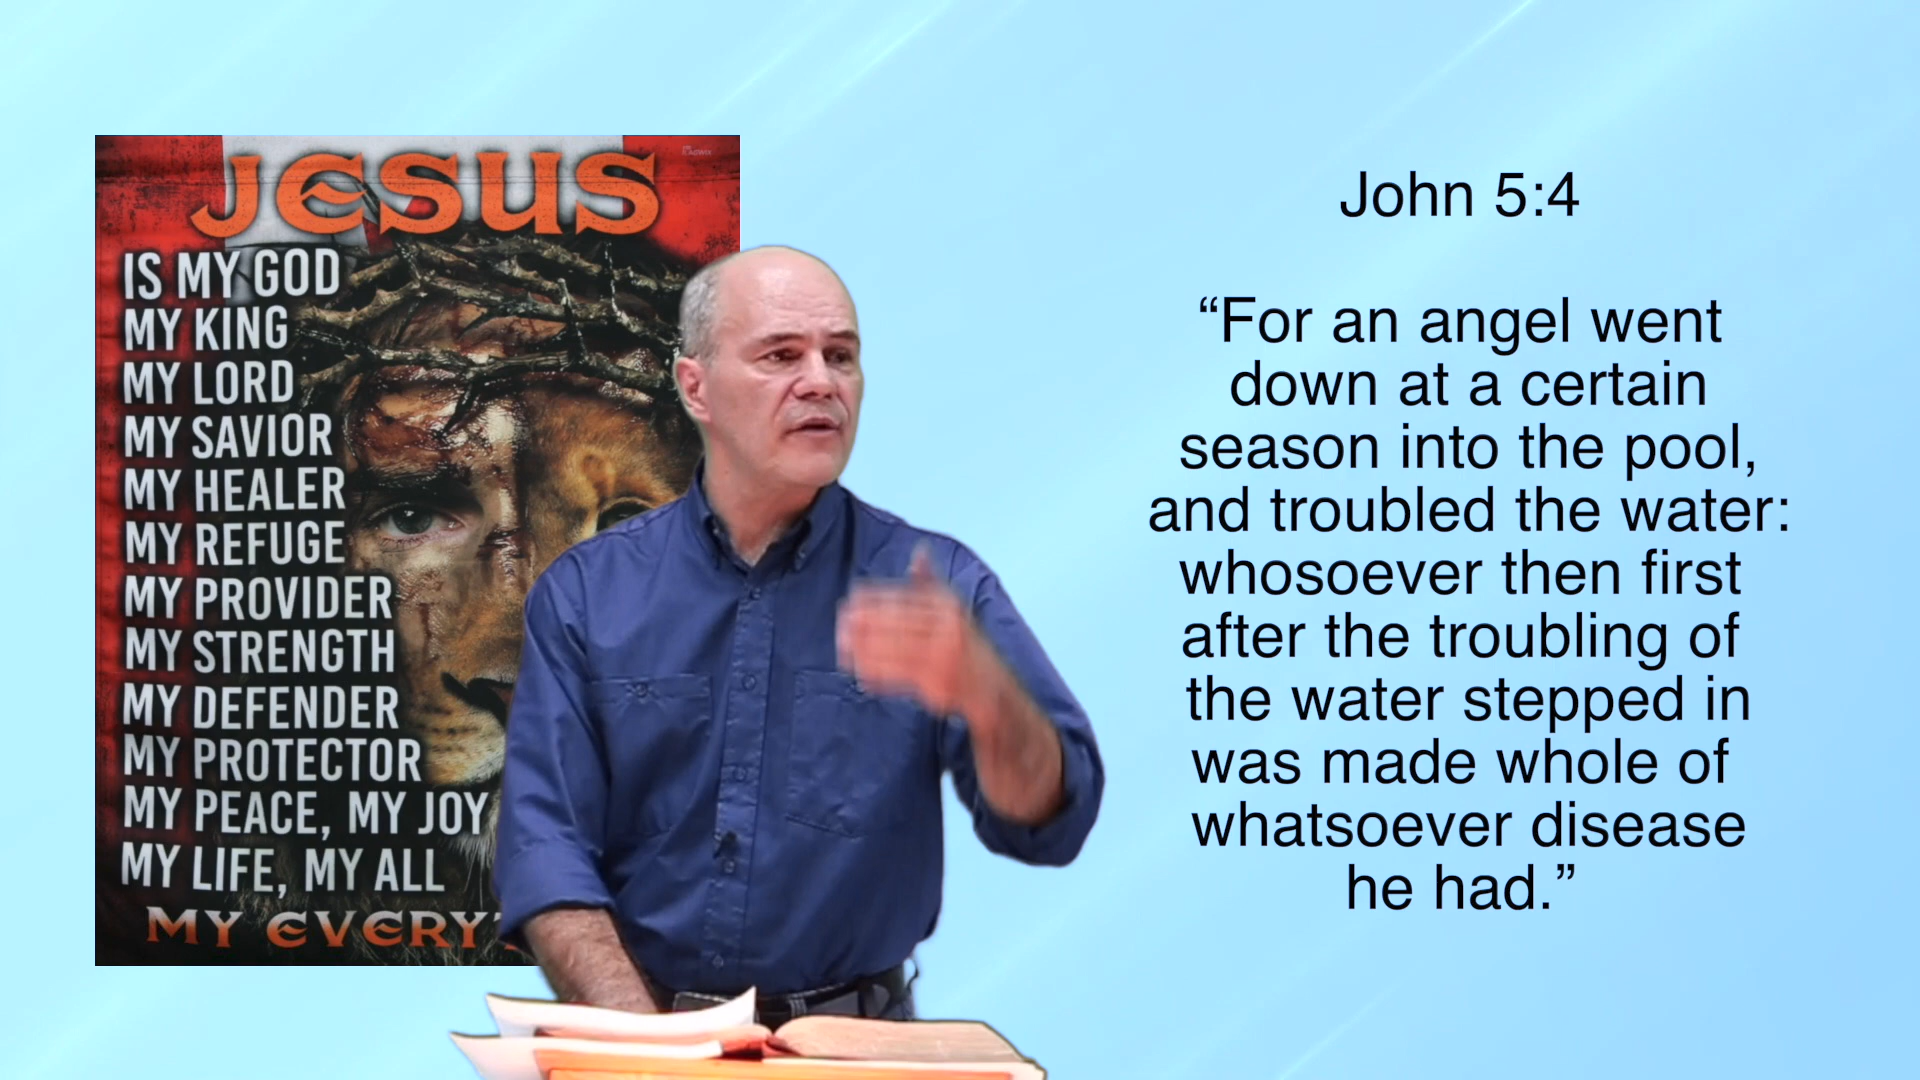 JESUS
IS MY GOD
MY KING
MY LORD
MY SAVIOR
MY HEALER
MY REFUGE
MY PROVIDER
MY STRENGTH
MY DEFENDER
MY PROTECTOR
MY PEACE, MY JOY
MY LIFE, MY ALL
MY
John 5:4
“For an angel went
down at a certain
season into the pool,
and troubled the water:
whosoever then first
after the troubling of
the water stepped in
was made whole of
whatsoever disease
he had.”